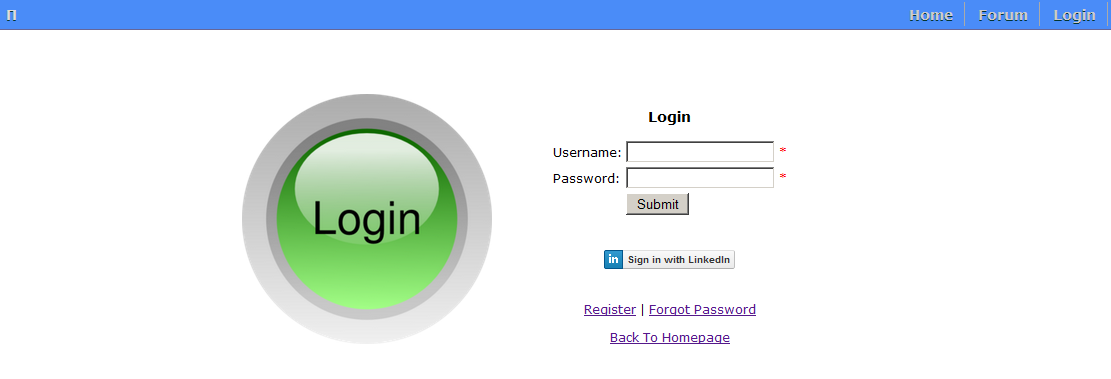 П
Home
Forum
Login
Login
Login
Username: *
Password: *
Submit
in Sign in with LinkedIn
Register | Forgot Password
Back To Homepage